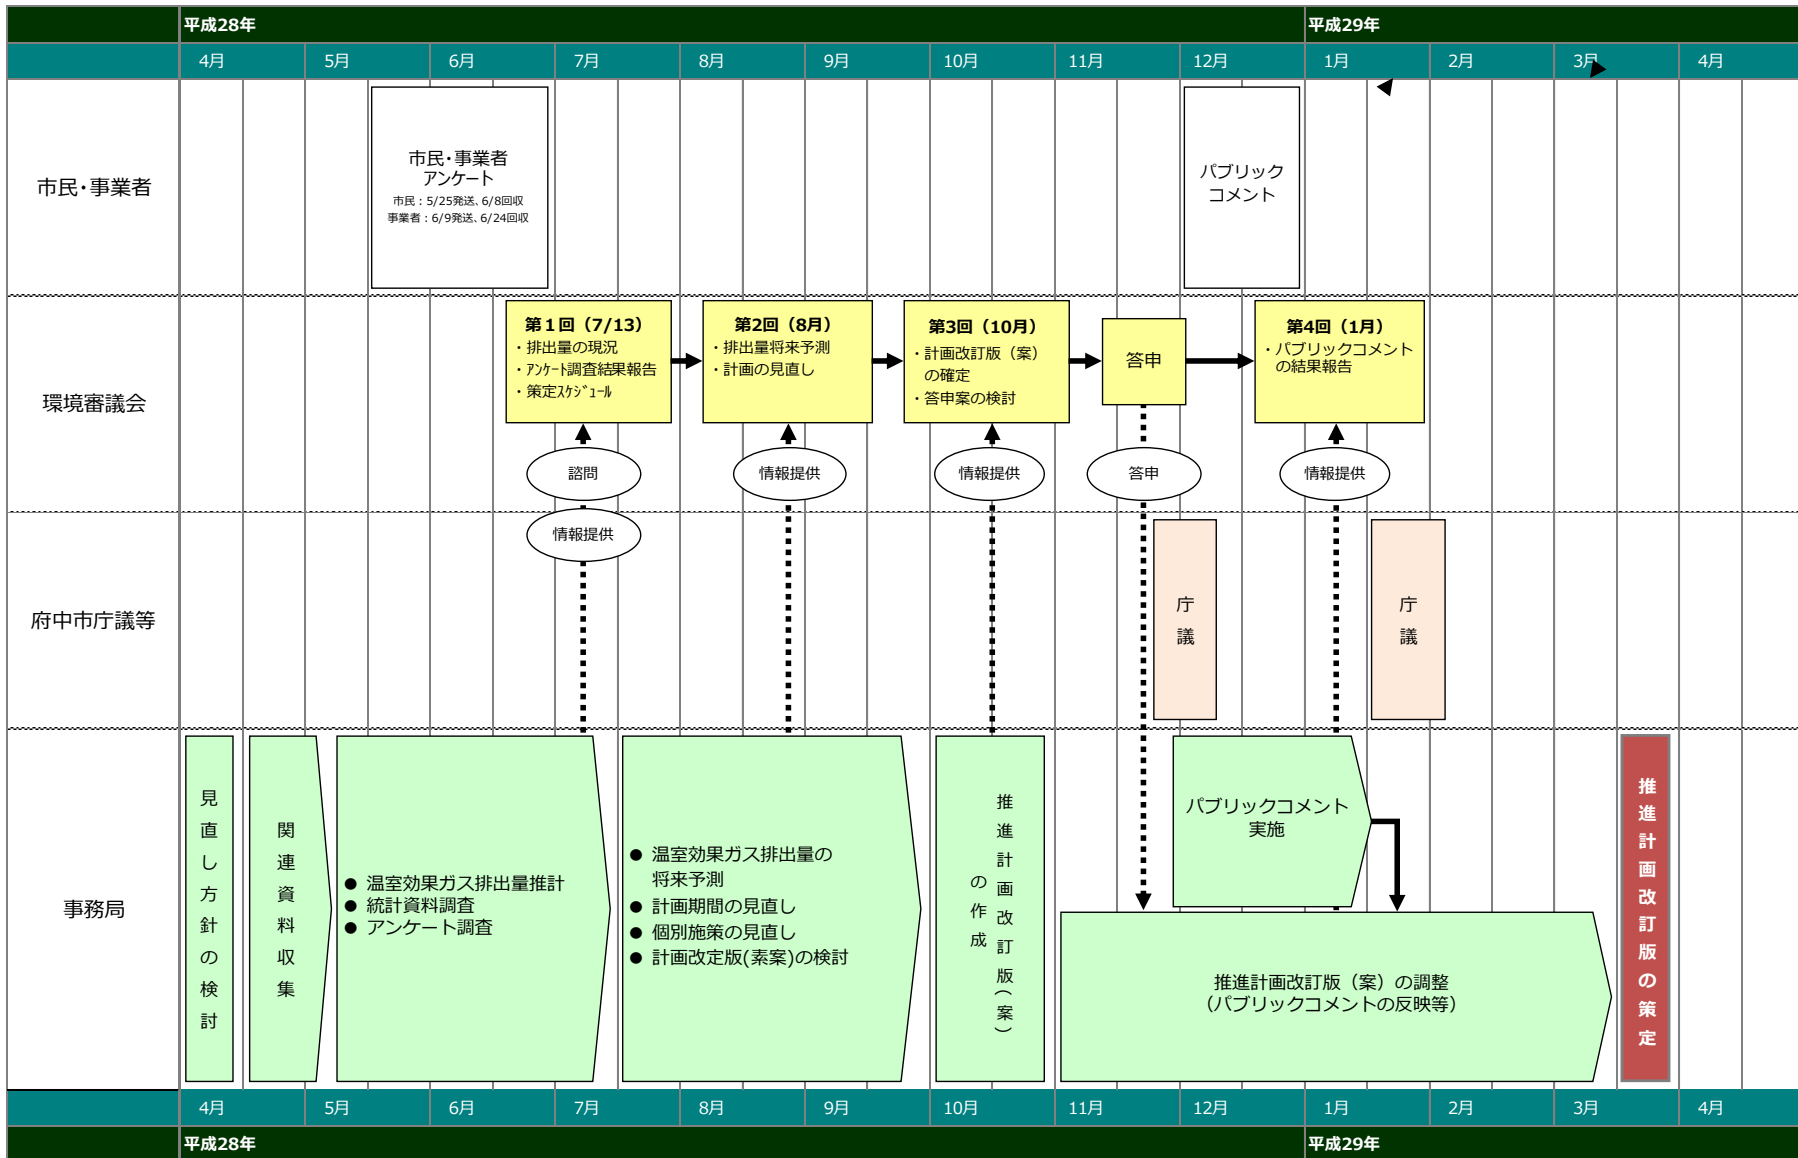 平成28年
平成29年
4月
5月
6月
7月
8月
9月
10月
11月
12月
1月
2月
3月
4月
市民・事業者
市民・事業者
アンケート
市民：5/25発送、6/8回収
事業者：6/9発送、6/24回収
パブリック
コメント
環境審議会
第１回（7/13）
・排出量の現況
・アンケート調査結果報告
・策定スケジュール
第2回（8月）
・排出量将来予測
・計画の見直し
第3回（10月）
・計画改訂版（案）
の確定
・答申案の検討
答申
第4回（1月）
・パブリックコメント
の結果報告
諮問
情報提供
情報提供
答申
情報提供
府中市庁議等
情報提供
庁議
庁議
事務局
見直し方針の検討
関連資料収集
● 温室効果ガス排出量推計
● 統計資料調査
● アンケート調査
● 温室効果ガス排出量の
将来予測
● 計画期間の見直し
● 個別施策の見直し
● 計画改定版(素案)の検討
推進計画改訂版（案）
の作成
パブリックコメント
実施
推進計画改訂版（案）の調整
（パブリックコメントの反映等）
推進計画改訂版の策定
4月
5月
6月
7月
8月
9月
10月
11月
12月
1月
2月
3月
4月
平成28年
平成29年